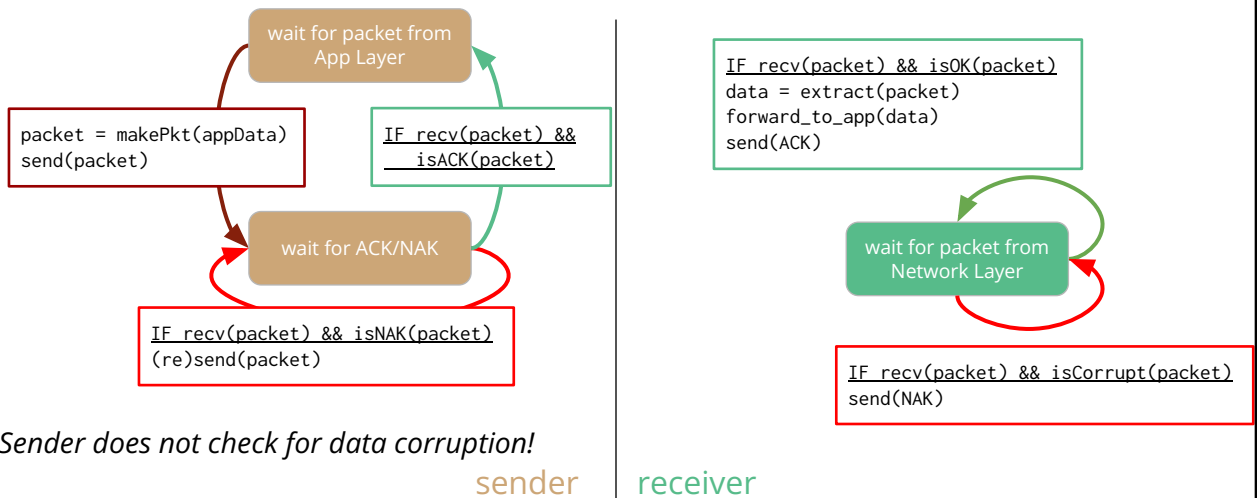 wait for packet from
App Layer
packet = makePkt(appData)
send(packet)
IF recv(packet) &&
isACK(packet)
wait for ACK/NAK
IF recv(packet) && isNAK(packet)
(re)send(packet)
Sender does not check for data corruption!
sender
IF recv(packet) && isOK(packet)
data = extract(packet)
forward_to_app(data)
send(ACK)
wait for packet from
Network Layer
IF recv(packet) && isCorrupt(packet)
send(NAK)
receiver